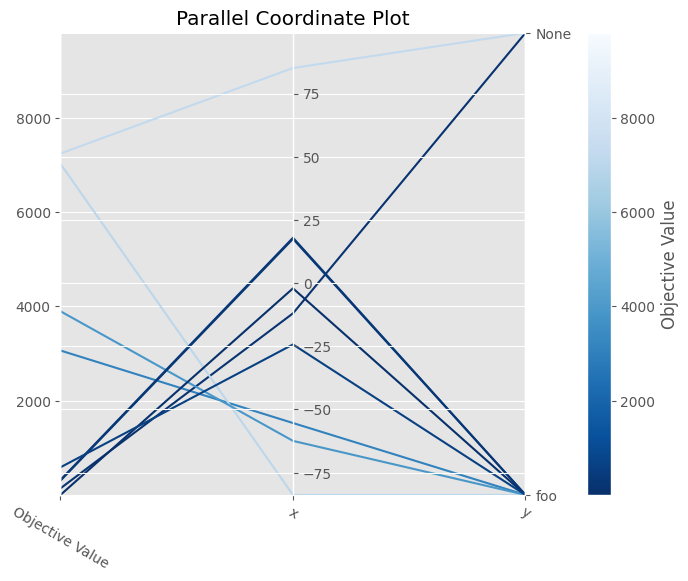 Parallel Coordinate Plot
None
8000
6000
4000
2000
75
50
25
0
−25
−50
−75
foo
Objective Value
x
y
8000
6000
4000
2000
Objective Value